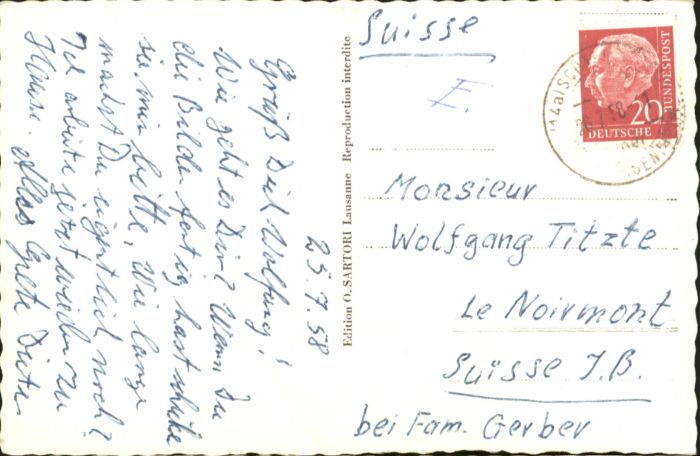 25.7.58
Grüß Dich Wolfgang!
Wie geht es Dir? Wenn Du
die Bilder fertig hast schicke
sie mir bitte. Wie lange
machst Du eigentlich noch?
Ich arbeite jetzt wieder zu
Hause. Alles Gute Dieter
Edition O. SARTORI Lausanne Reproduction interdite
Suisse
E.
Monsieur
Wolfgang Titzte
Le Noirmont
Suisse J.B.
bei Fam. Gerber
20
DEUTSCHE
BUNDESPOST